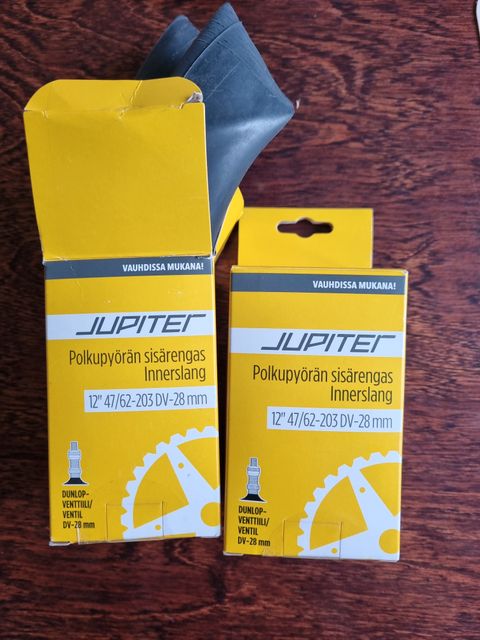 VAUHDISSA MUKANA!
JUPITER
Polkupyörän sisärengas
Innerslang
12" 47/62-203 DV-28 mm
DUNLOP-
VENTTIILI/
VENTIL
DV-28 mm
VAUHDISSA MUKANA!
JUPITER
Polkupyörän sisärengas
Innerslang
12" 47/62-203 DV-28 mm
DUNLOP-
VENTTIILI/
VENTIL
DV-28 mm